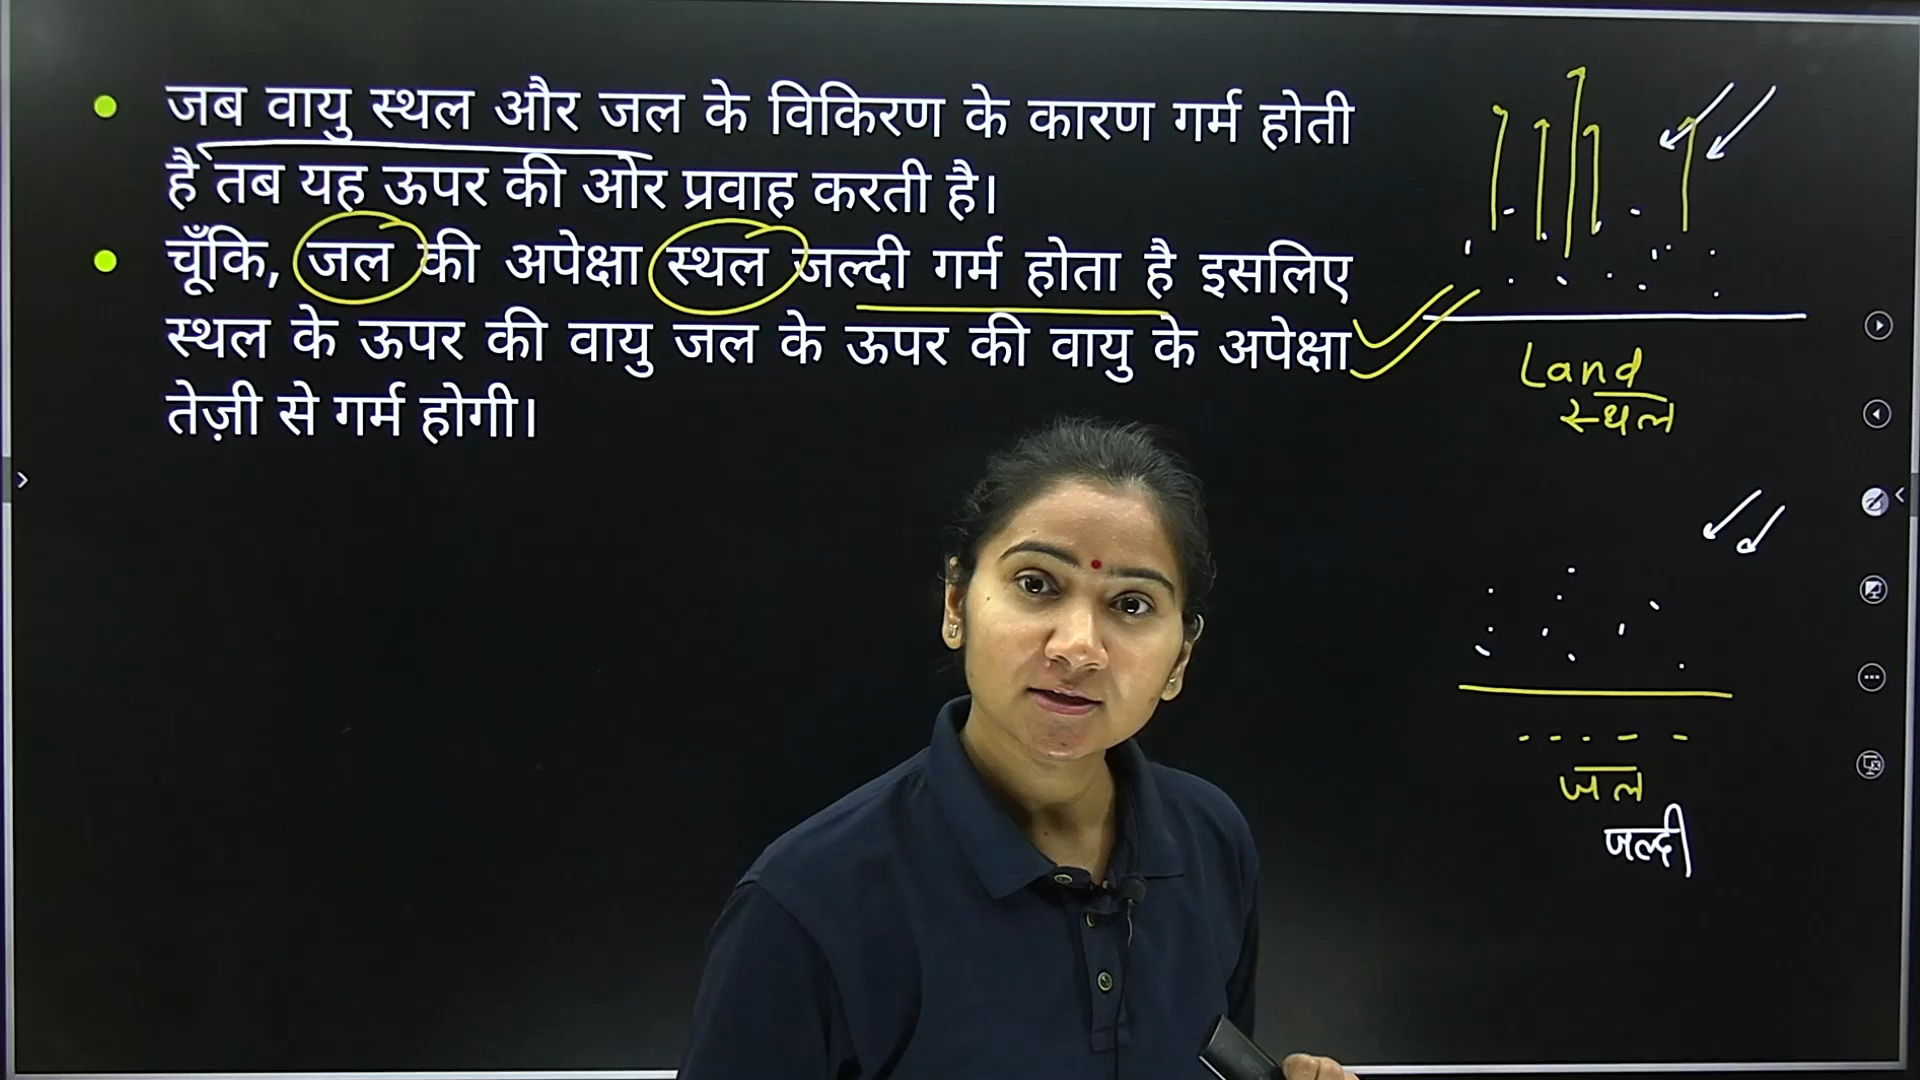 जब वायु स्थल और जल के विकिरण के कारण गर्म होती
है तब यह ऊपर की ओर प्रवाह करती है।
चूँकि, जल की अपेक्षा स्थल जल्दी गर्म होता है इसलिए
स्थल के ऊपर की वायु जल के ऊपर की वायु के अपेक्षा
तेज़ी से गर्म होगी।
Land
स्थल
जल
जल्दी